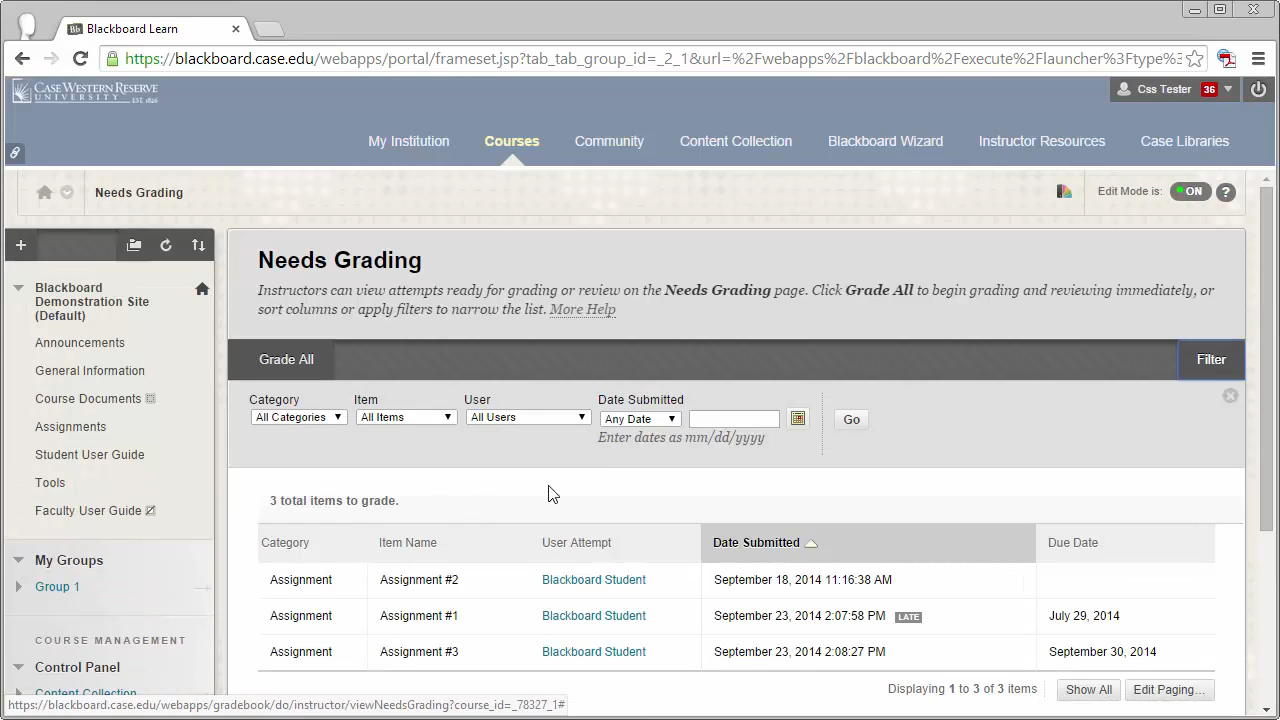 Blackboard Learn
https://blackboard.case.edu/webapps/portal/frameset.jsp?tab_tab_group_id=_2_1&url=%2Fwebapps%2Fblackboard%2Fexecute%2Flauncher%3Ftype%3
CASE WESTERN RESERVE
UNIVERSITY EST. 1826
Css Tester 36
My Institution Courses Community Content Collection Blackboard Wizard Instructor Resources Case Libraries
Needs Grading
Edit Mode is: ON ?
Blackboard
Demonstration Site
(Default)
Announcements
General Information
Course Documents
Assignments
Student User Guide
Tools
Faculty User Guide
My Groups
Group 1
COURSE MANAGEMENT
Control Panel
Content Collection
Needs Grading
Instructors can view attempts ready for grading or review on the Needs Grading page. Click Grade All to begin grading and reviewing immediately, or
sort columns or apply filters to narrow the list. More Help
Grade All Filter
Category Item User Date Submitted
All Categories All Items All Users Any Date Go
Enter dates as mm/dd/yyyy
3 total items to grade.
Category Item Name User Attempt Date Submitted Due Date
Assignment Assignment #2 Blackboard Student September 18, 2014 11:16:38 AM
Assignment Assignment #1 Blackboard Student September 23, 2014 2:07:58 PM LATE July 29, 2014
Assignment Assignment #3 Blackboard Student September 23, 2014 2:08:27 PM September 30, 2014
Displaying 1 to 3 of 3 items Show All Edit Paging...
https://blackboard.case.edu/webapps/gradebook/do/instructor/viewNeedsGrading?course_id=_78327_1#